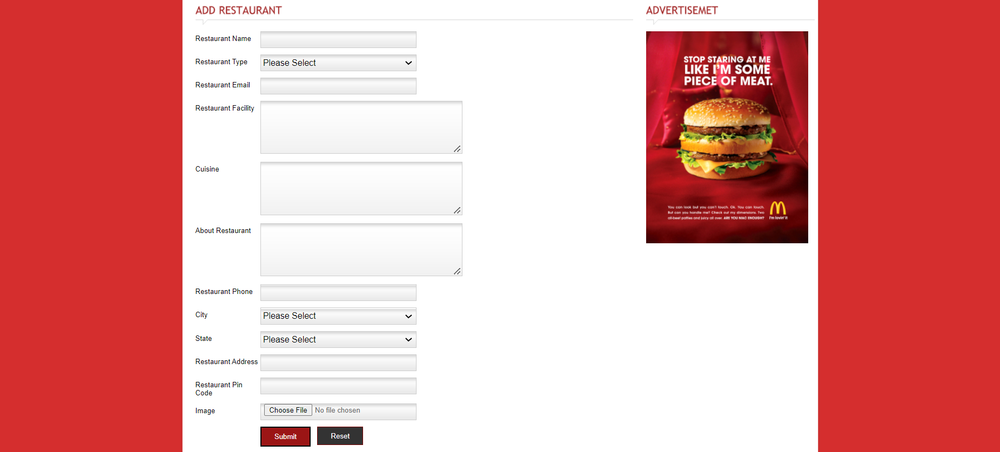 ADD RESTAURANT
Restaurant Name
Restaurant Type Please Select
Restaurant Email
Restaurant Facility
Cuisine
About Restaurant
Restaurant Phone
City Please Select
State Please Select
Restaurant Address
Restaurant Pin
Code
Image Choose File No file chosen
Submit Reset
ADVERTISEMET
STOP STARING AT ME
LIKE I'M SOME
PIECE OF MEAT.
You can look but you can't touch. Ok. You can touch.
But can you handle me? Check out my dimensions. Two
all-beef patties and juicy all over. ARE YOU MAC ENOUGH?
i'm lovin' it